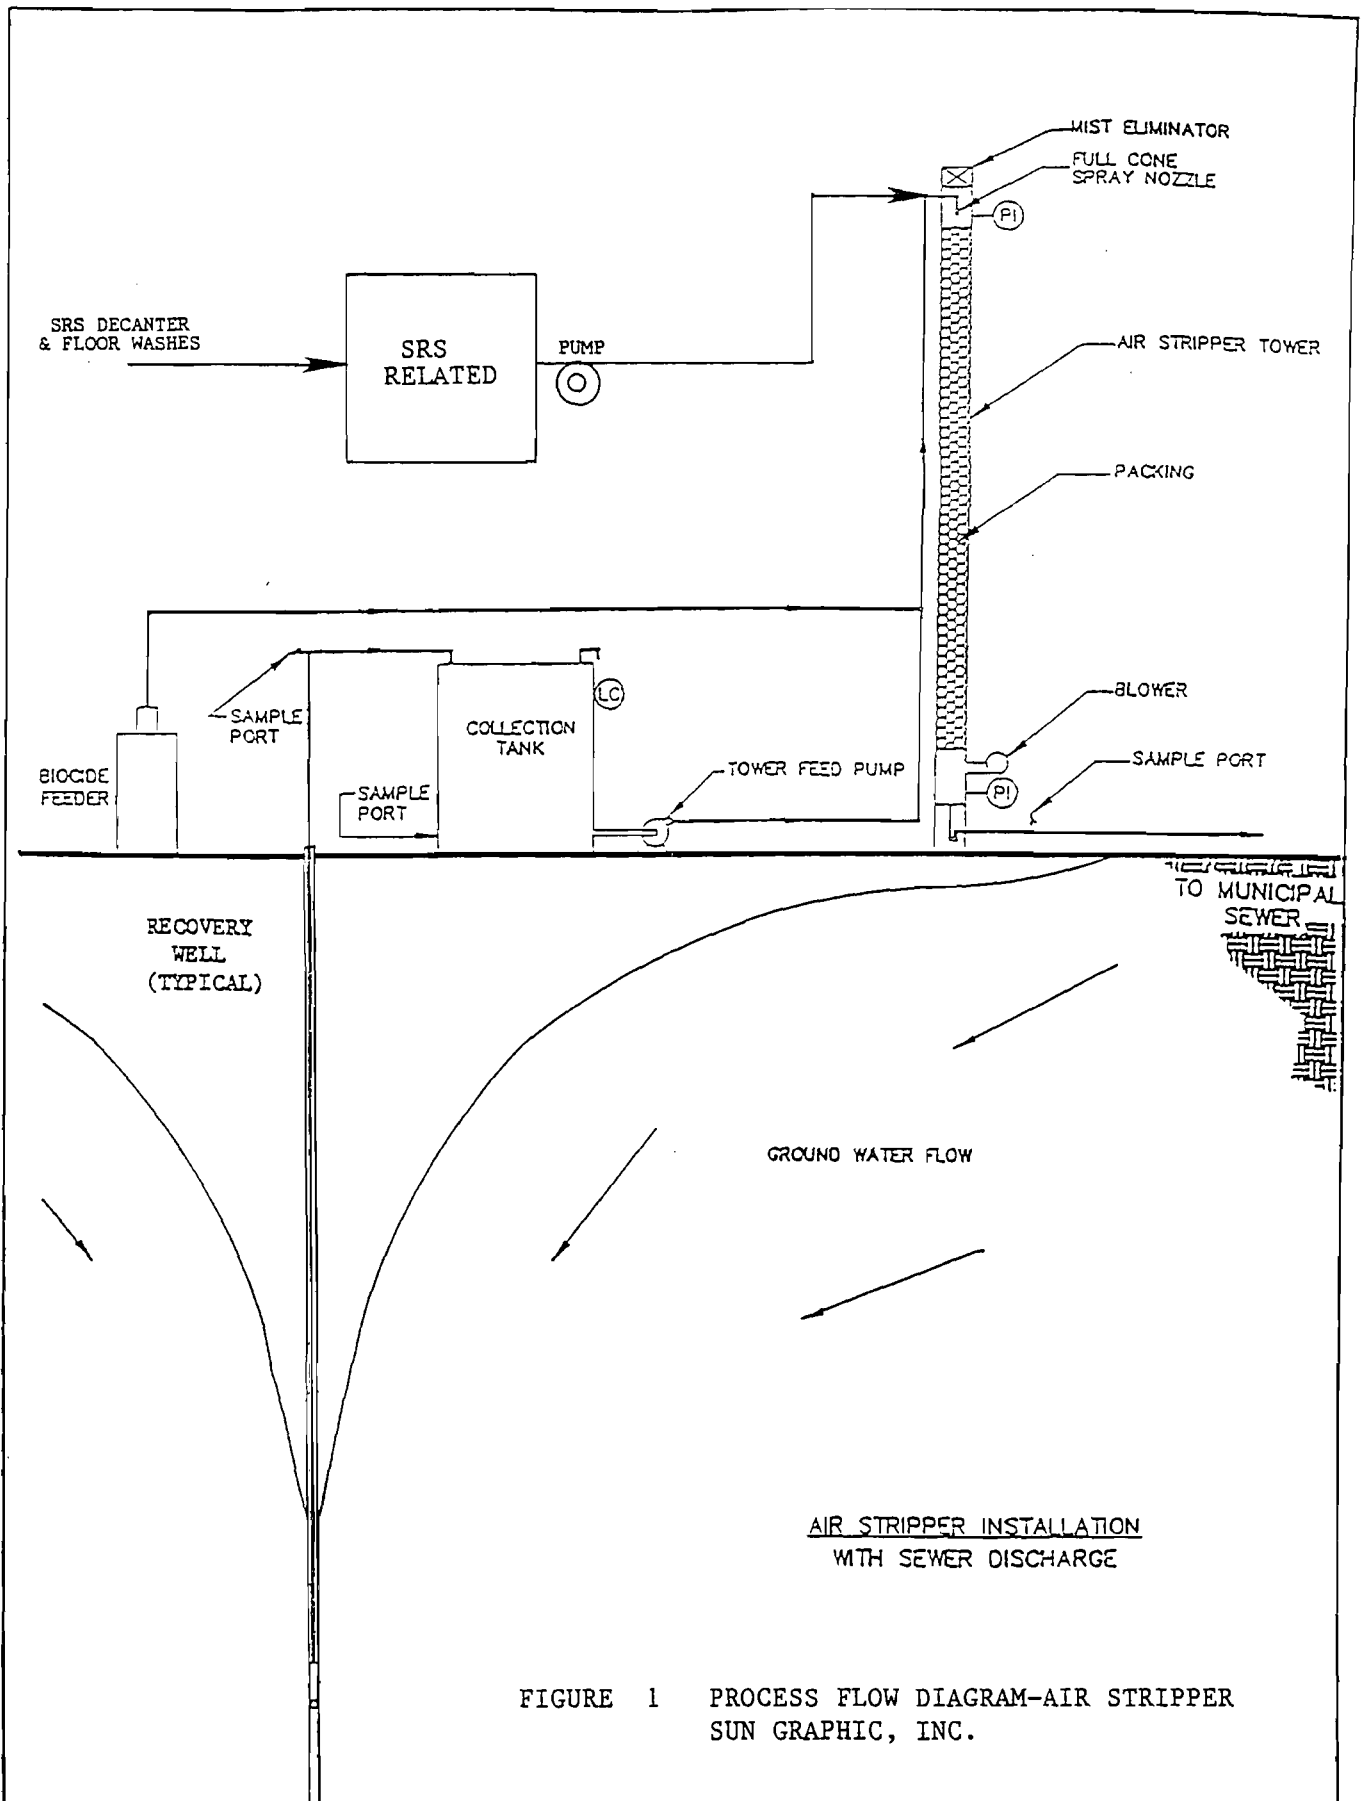 MIST ELIMINATOR
FULL CONE
SPRAY NOZZLE
PI
SRS DECANTER
& FLOOR WASHES
SRS
RELATED
PUMP
AIR STRIPPER TOWER
PACKING
BLOWER
SAMPLE PORT
PI
LC
SAMPLE
PORT
COLLECTION
TANK
TOWER FEED PUMP
BIOCIDE
FEEDER
SAMPLE
PORT
TO MUNICIPAL
SEWER
RECOVERY
WELL
(TYPICAL)
GROUND WATER FLOW
AIR STRIPPER INSTALLATION
WITH SEWER DISCHARGE
FIGURE 1 PROCESS FLOW DIAGRAM-AIR STRIPPER
SUN GRAPHIC, INC.